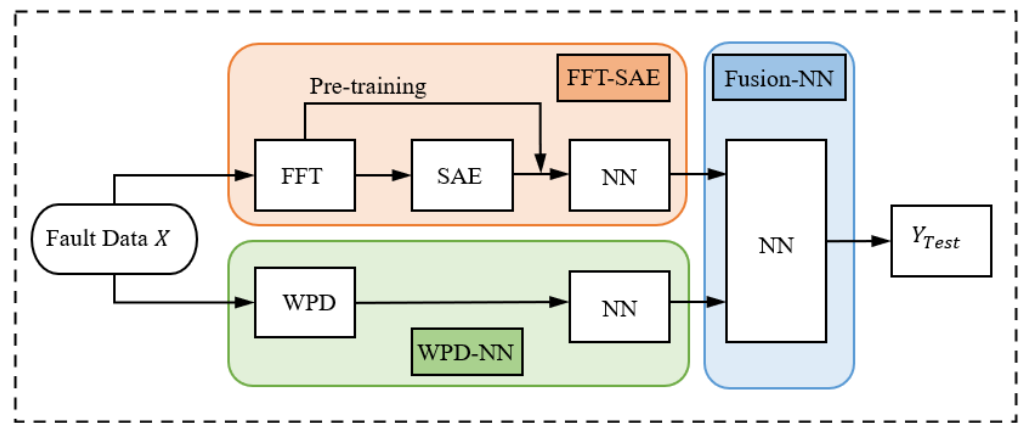 FFT-SAE
Fusion-NN
Pre-training
FFT
SAE
NN
Fault Data X
NN
Y_Test
WPD
NN
WPD-NN